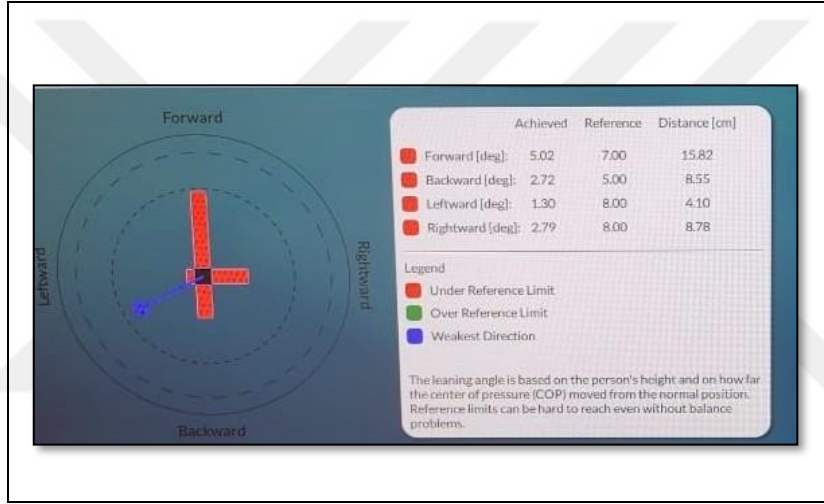 Forward
Leftward
Rightward
Backward
Achieved Reference Distance [cm]
Forward [deg]: 5.02 7.00 15.82
Backward [deg]: 2.72 5.00 8.55
Leftward [deg]: 1.30 8.00 4.10
Rightward [deg]: 2.79 8.00 8.78
Legend
Under Reference Limit
Over Reference Limit
Weakest Direction
The leaning angle is based on the person's height and on how far
the center of pressure (COP) moved from the normal position.
Reference limits can be hard to reach even without balance
problems.